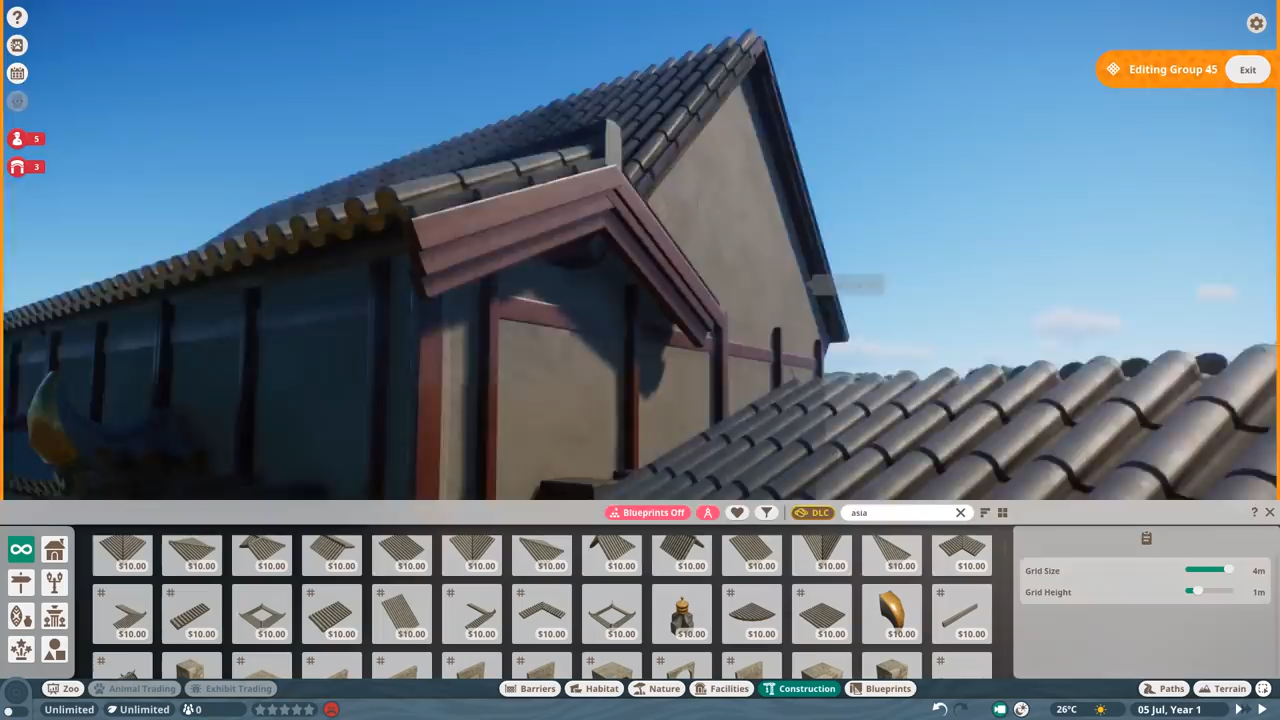 ?
Editing Group 45
Exit
5
3
Blueprints Off
DLC
asia
?
$10.00 $10.00 $10.00 $10.00 $10.00 $10.00 $10.00 $10.00 $10.00 $10.00 $10.00 $10.00 $10.00
Grid Size 4m
Grid Height 1m
$10.00 $10.00 $10.00 $10.00 $10.00 $10.00 $10.00 $10.00 $10.00 $10.00 $10.00 $10.00 $10.00
Zoo Animal Trading Exhibit Trading Barriers Habitat Nature Facilities Construction Blueprints Paths Terrain
Unlimited Unlimited 0 26°C 05 Jul, Year 1